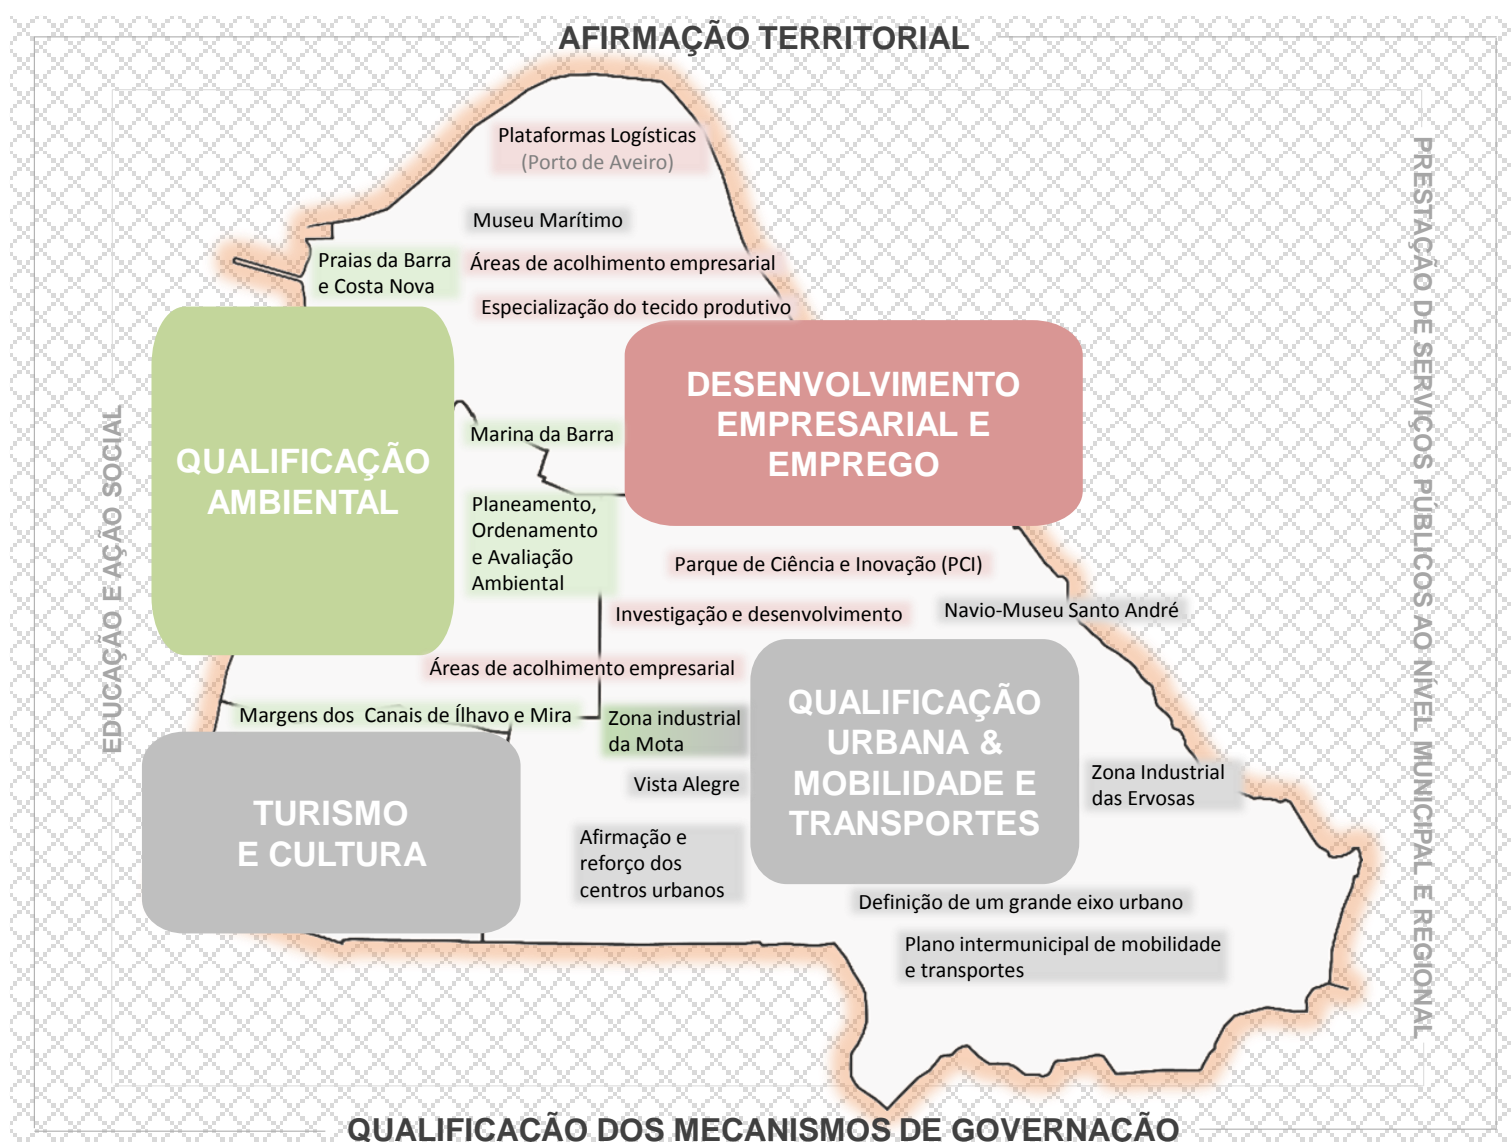 AFIRMAÇÃO TERRITORIAL
Plataformas Logísticas
(Porto de Aveiro)
Museu Marítimo
Praias da Barra
e Costa Nova
Áreas de acolhimento empresarial
Especialização do tecido produtivo
DESENVOLVIMENTO
EMPRESARIAL E
EMPREGO
QUALIFICAÇÃO
AMBIENTAL
Marina da Barra
Planeamento,
Ordenamento
e Avaliação
Ambiental
Parque de Ciência e Inovação (PCI)
Investigação e desenvolvimento
Navio-Museu Santo André
Áreas de acolhimento empresarial
Margens dos Canais de Ílhavo e Mira
Zona industrial
da Mota
QUALIFICAÇÃO
URBANA &
MOBILIDADE E
TRANSPORTES
Zona Industrial
das Ervosas
Vista Alegre
TURISMO
E CULTURA
Afirmação e
reforço dos
centros urbanos
Definição de um grande eixo urbano
Plano intermunicipal de mobilidade
e transportes
EDUCAÇÃO E AÇÃO SOCIAL
PRESTAÇÃO DE SERVIÇOS PÚBLICOS AO NÍVEL MUNICIPAL E REGIONAL
QUALIFICAÇÃO DOS MECANISMOS DE GOVERNAÇÃO